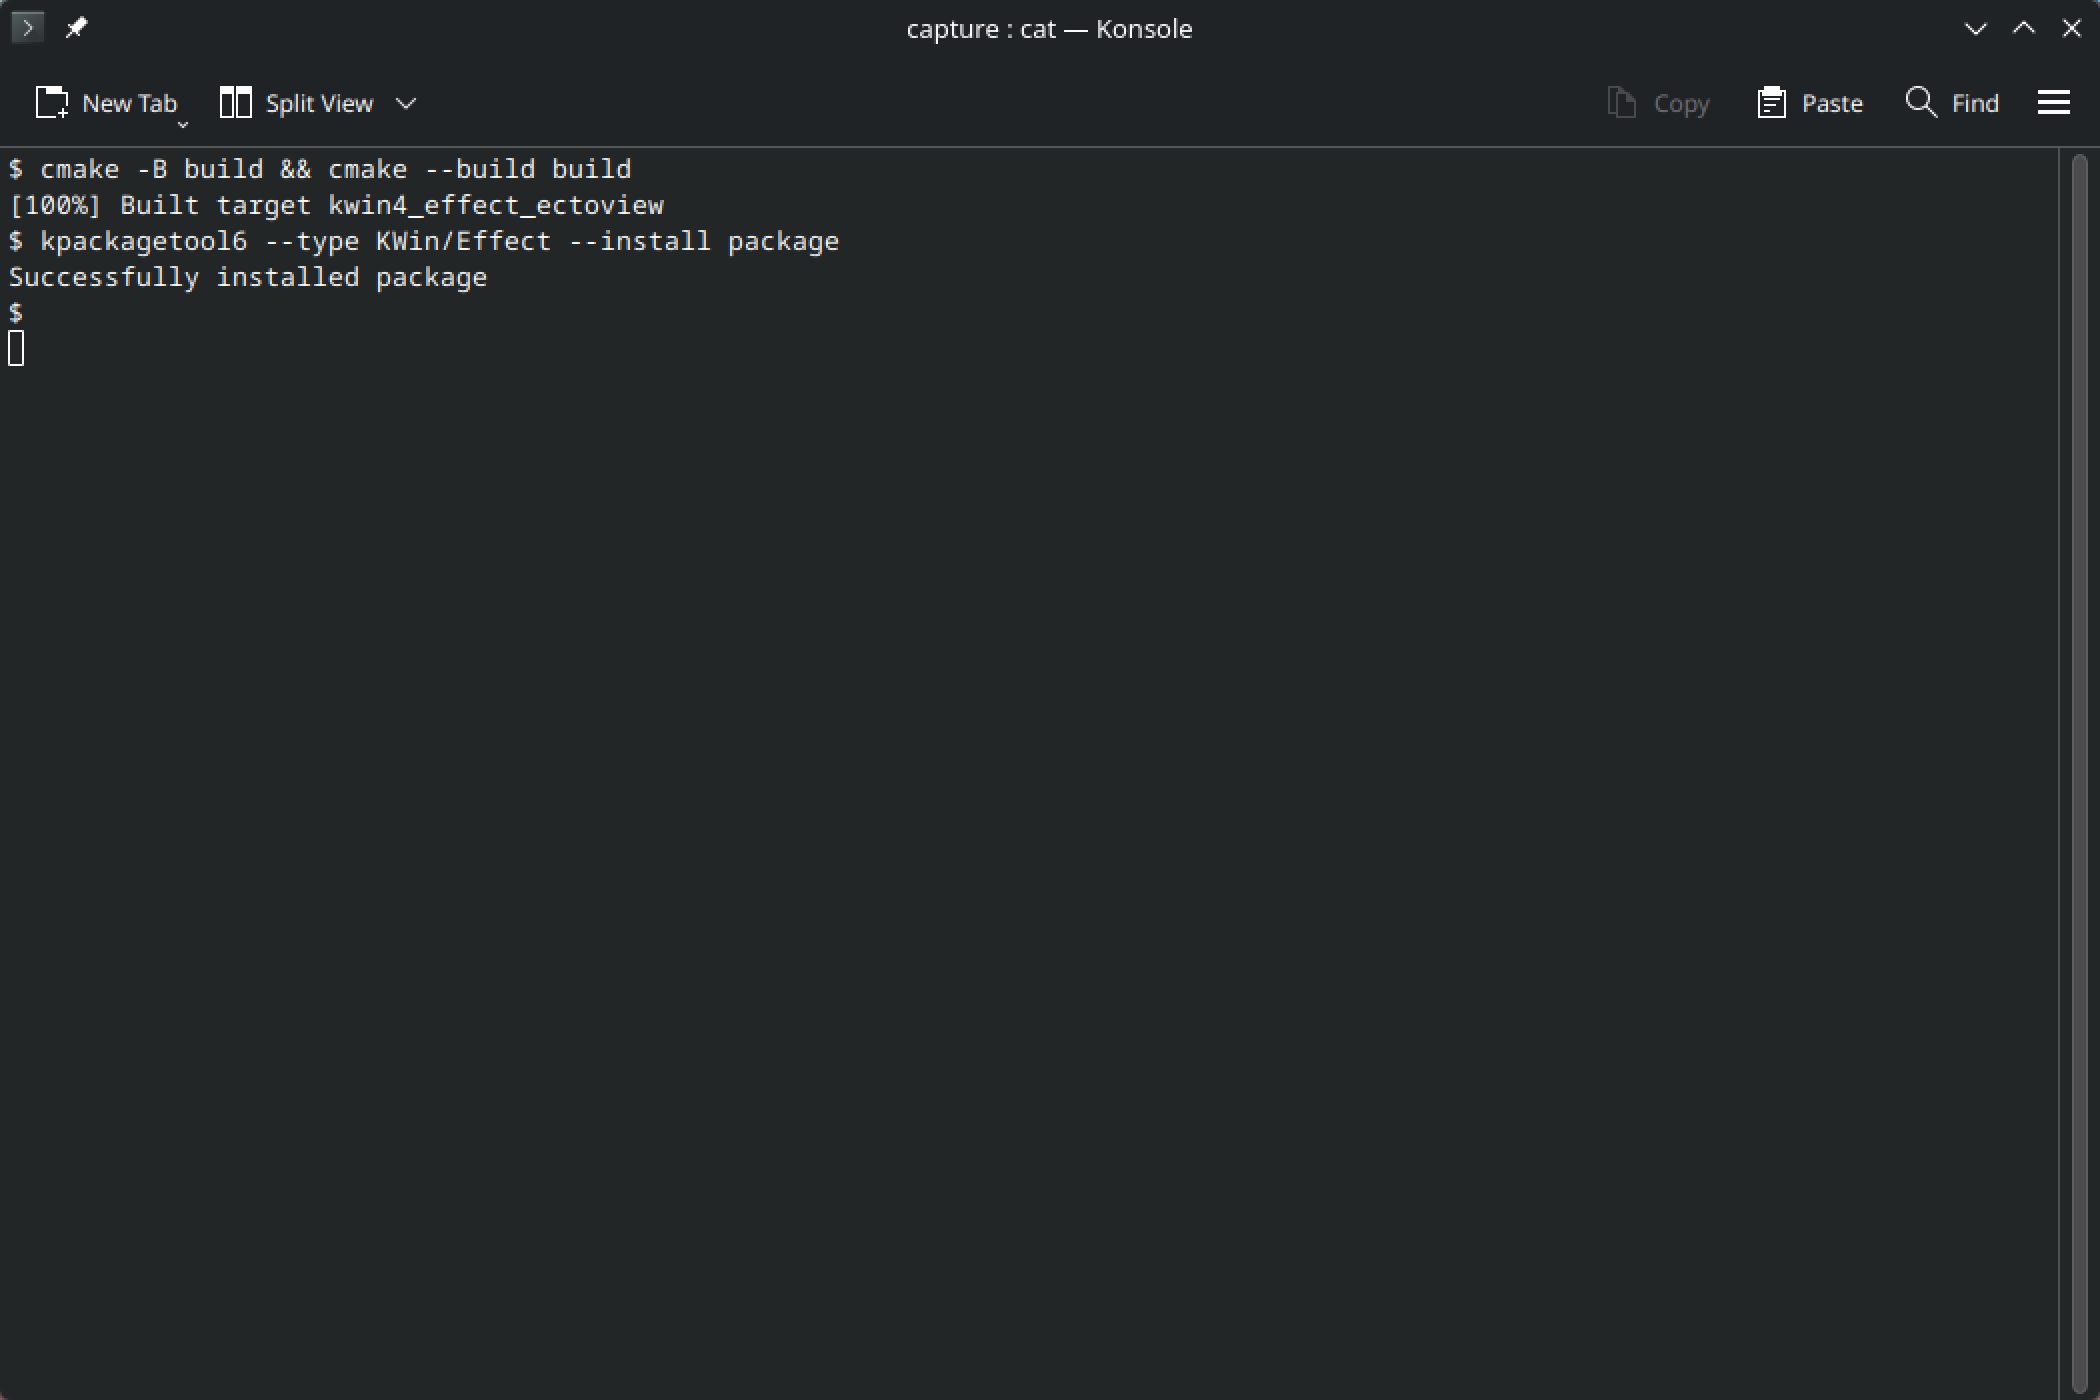 capture : cat — Konsole
New Tab Split View Copy Paste Find
$ cmake -B build && cmake --build build
[100%] Built target kwin4_effect_ectoview
$ kpackagetool6 --type KWin/Effect --install package
Successfully installed package
$